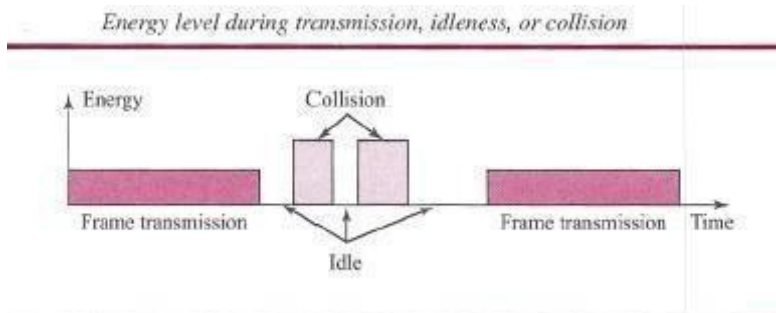 Energy level during transmission, idleness, or collision
Energy
Collision
Frame transmission
Frame transmission
Time
Idle